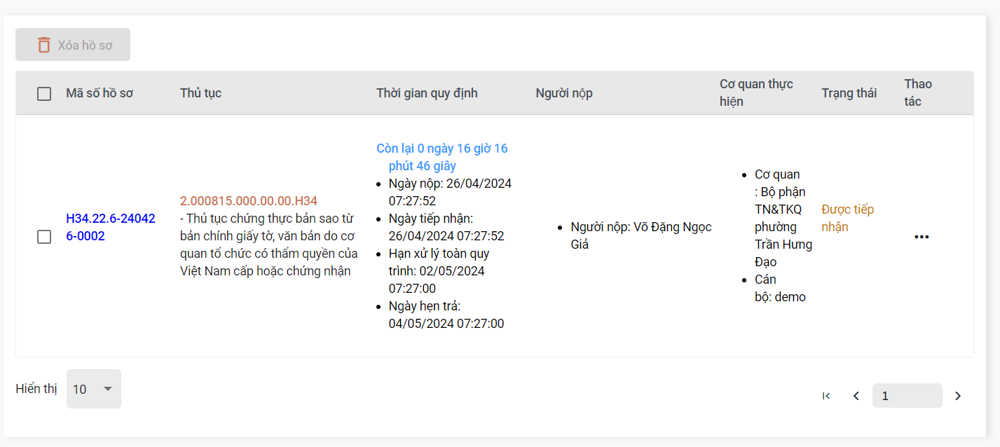 Xóa hồ sơ
Mã số hồ sơ
Thủ tục
Thời gian quy định
Người nộp
Cơ quan thực
hiện
Trạng thái
Thao
tác
H34.22.6-24042
6-0002
2.000815.000.00.00.H34
- Thủ tục chứng thực bản sao từ
bản chính giấy tờ, văn bản do cơ
quan tổ chức có thẩm quyền của
Việt Nam cấp hoặc chứng nhận
Còn lại 0 ngày 16 giờ 16
phút 46 giây
Ngày nộp: 26/04/2024
07:27:52
Ngày tiếp nhận:
26/04/2024 07:27:52
Hạn xử lý toàn quy
trình: 02/05/2024
07:27:00
Ngày hẹn trả:
04/05/2024 07:27:00
Người nộp: Võ Đặng Ngọc
Giả
Cơ quan
: Bộ phận
TN&TKQ
phường
Trần Hưng
Đạo
Cán
bộ: demo
Được tiếp
nhận
Hiển thị
10
1